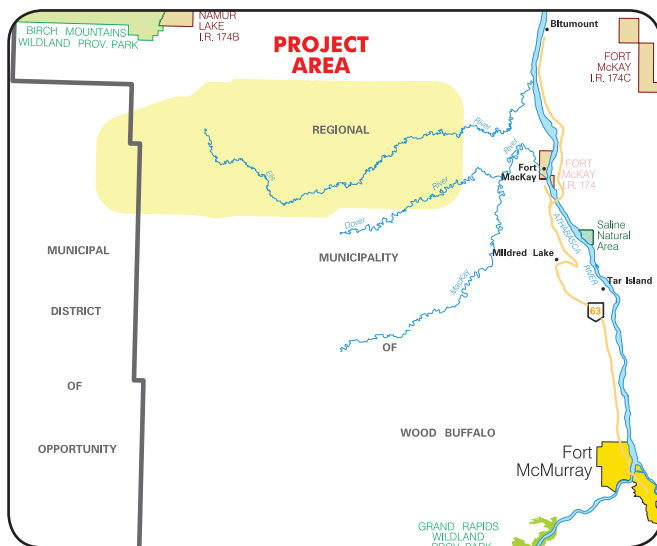 NAMUR
LAKE
I.R. 174B
BIRCH MOUNTAINS
WILDLAND PROV. PARK
PROJECT
AREA
Bitumount
FORT
McKAY
I.R. 174C
REGIONAL
River
River
Ells
River
Dover
Fort
MacKay
FORT
McKAY
I.R. 174
ATHABASCA
RIVER
Saline
Natural
Area
MUNICIPAL
MUNICIPALITY
Mildred Lake
MacKay
Tar Island
DISTRICT
63
OF
OF
WOOD BUFFALO
OPPORTUNITY
Fort
McMurray
GRAND RAPIDS
WILDLAND
PROV. PARK